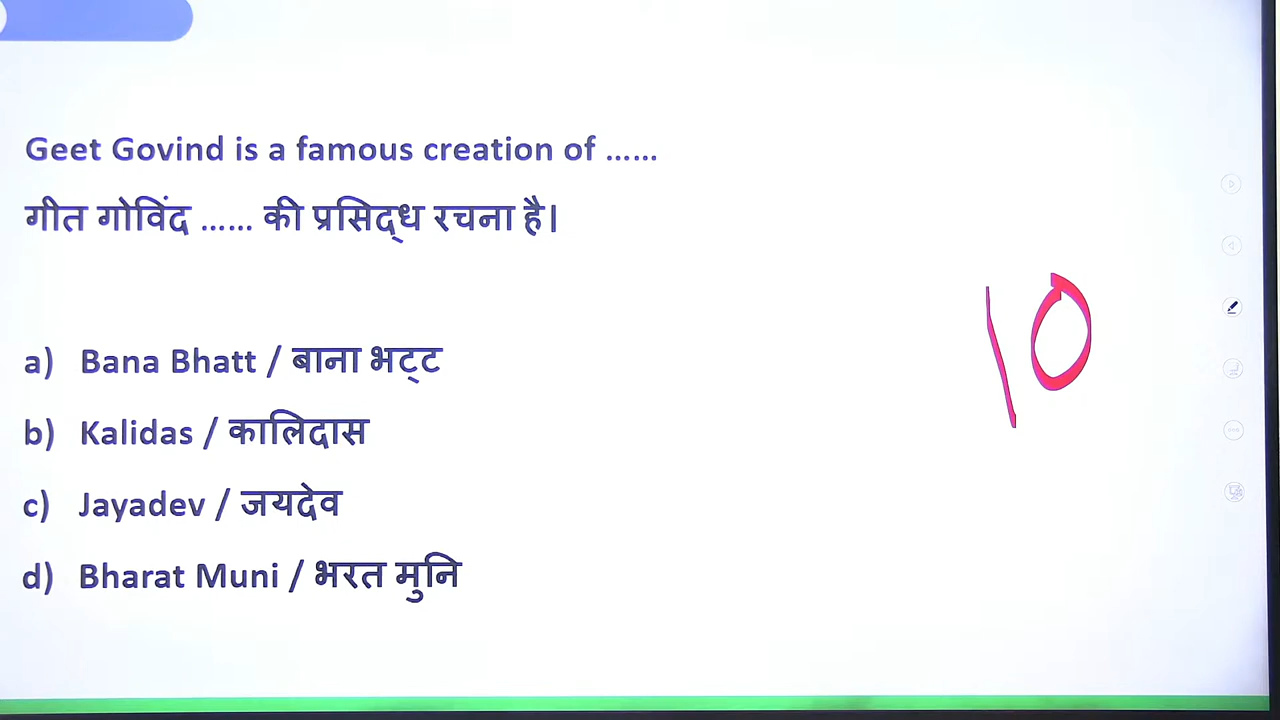 Geet Govind is a famous creation of ......
गीत गोविंद ...... की प्रसिद्ध रचना है।
a) Bana Bhatt / बाना भट्ट
b) Kalidas / कालिदास
c) Jayadev / जयदेव
d) Bharat Muni / भरत मुनि
10